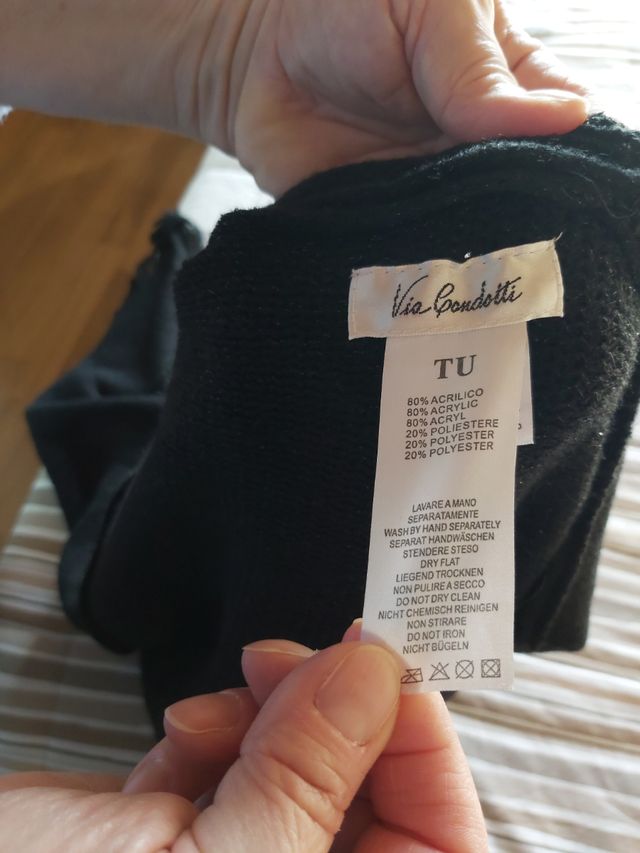 Via Condotti
TU
80% ACRILICO
80% ACRYLIC
80% ACRYL
20% POLIESTERE
20% POLYESTER
20% POLYESTER
LAVARE A MANO
SEPARATAMENTE
WASH BY HAND SEPARATELY
SEPARAT HANDWÄSCHEN
STENDERE STESO
DRY FLAT
LIEGEND TROCKNEN
NON PULIRE A SECCO
DO NOT DRY CLEAN
NICHT CHEMISCH REINIGEN
NON STIRARE
DO NOT IRON
NICHT BÜGELN